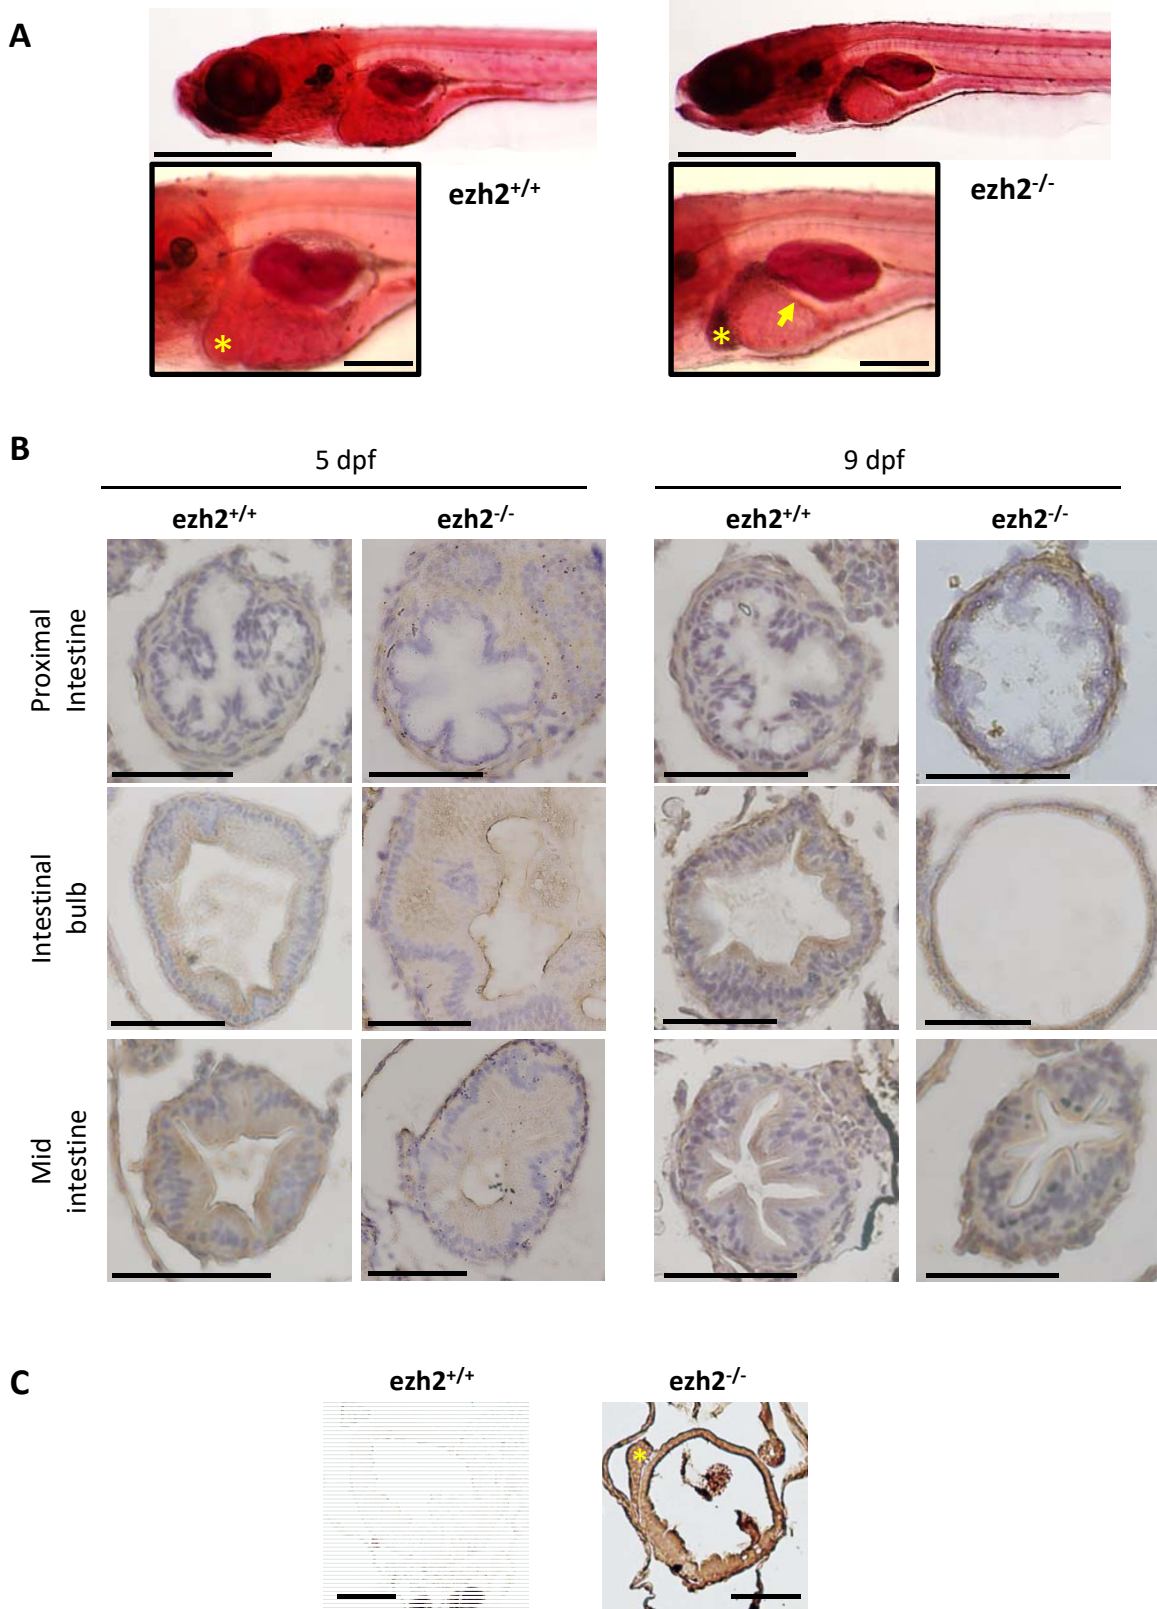 A
ezh2+/+
ezh2-/-
*
*
B
5 dpf
9 dpf
ezh2+/+
ezh2-/-
ezh2+/+
ezh2-/-
Proximal
Intestine
Intestinal
bulb
Mid
intestine
C
ezh2+/+
ezh2-/-
*